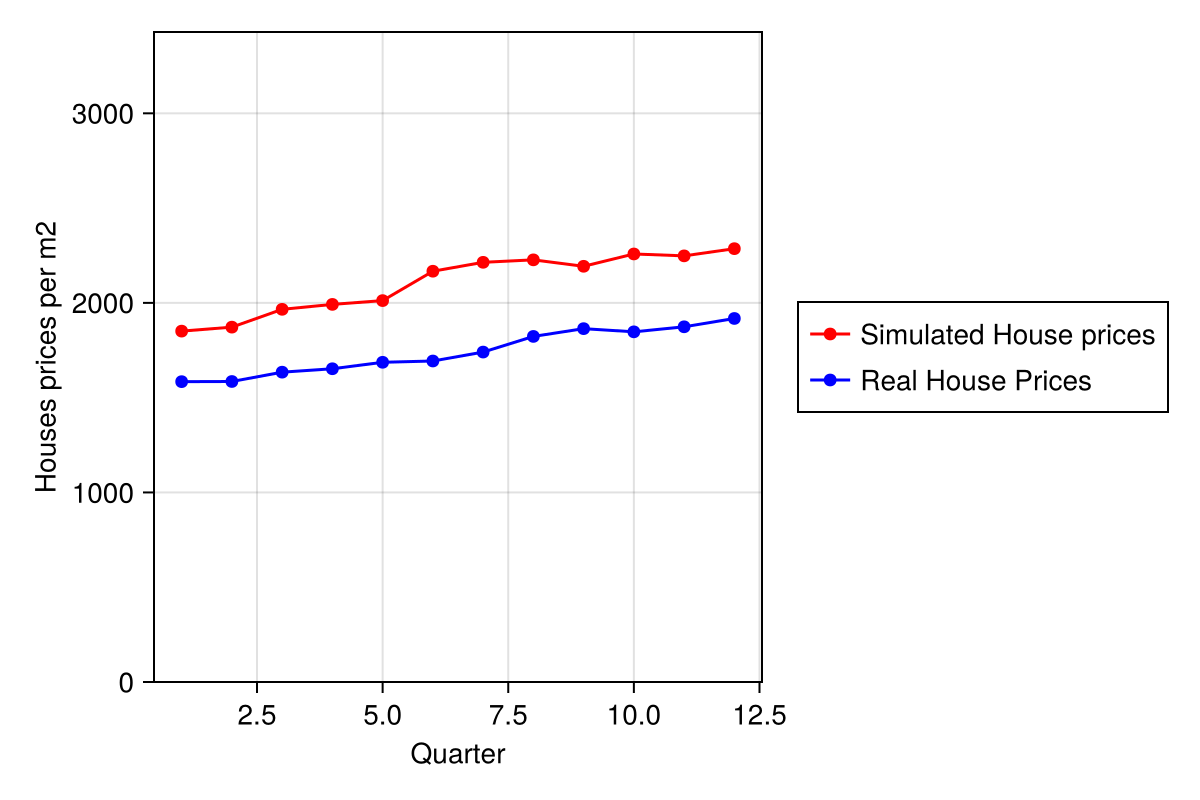 3000
2000
1000
0
Houses prices per m2
2.5 5.0 7.5 10.0 12.5
Quarter
Simulated House prices
Real House Prices